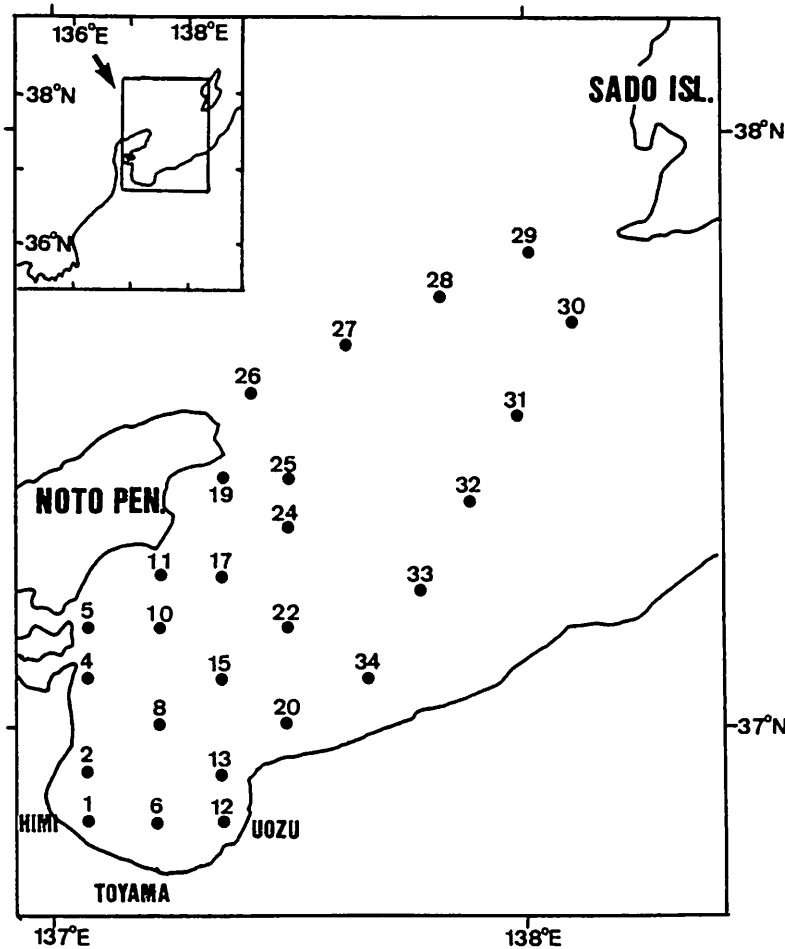 136°E 138°E
38°N
SADO ISL.
38°N
36°N
29
28
30
27
26
31
25
19
NOTO PEN.
32
24
11 17
33
5 10 22
4 15 34
8 20
37°N
2 13
1 6 12
HIMI UOZU
TOYAMA
137°E 138°E